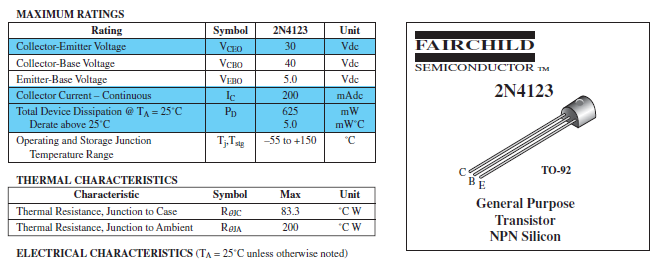 MAXIMUM RATINGS
Rating Symbol 2N4123 Unit
Collector-Emitter Voltage VCEO 30 Vdc
Collector-Base Voltage VCBO 40 Vdc
Emitter-Base Voltage VEBO 5.0 Vdc
Collector Current – Continuous IC 200 mAdc
Total Device Dissipation @ TA = 25˚C PD 625 mW
Derate above 25˚C 5.0 mW˚C
Operating and Storage Junction Tj,Tstg –55 to +150 ˚C
Temperature Range
THERMAL CHARACTERISTICS
Characteristic Symbol Max Unit
Thermal Resistance, Junction to Case RθJC 83.3 ˚C W
Thermal Resistance, Junction to Ambient RθJA 200 ˚C W
ELECTRICAL CHARACTERISTICS (TA = 25˚C unless otherwise noted)
FAIRCHILD
SEMICONDUCTOR TM
2N4123
C
B
E
TO-92
General Purpose
Transistor
NPN Silicon